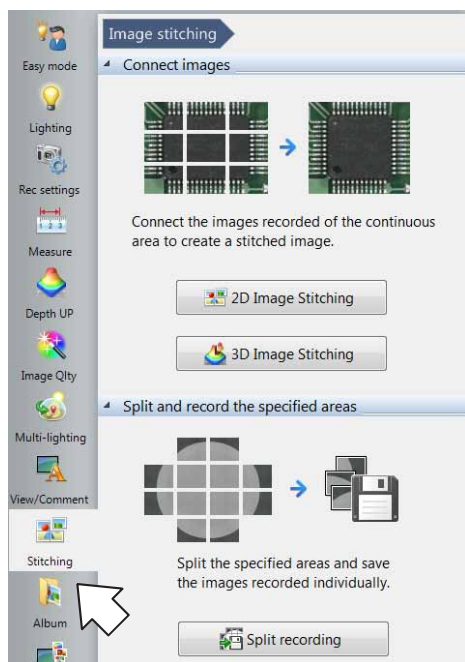 Easy mode
Lighting
Rec settings
Measure
Depth UP
Image Qlty
Multi-lighting
View/Comment
Stitching
Album
Image stitching
Connect images
Connect the images recorded of the continuous
area to create a stitched image.
2D Image Stitching
3D Image Stitching
Split and record the specified areas
Split the specified areas and save
the images recorded individually.
Split recording